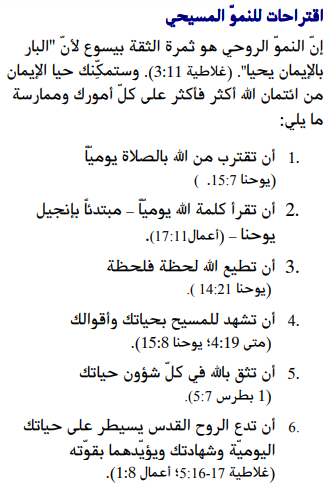 اقتراحات للنموّ المسيحي
إنّ النموّ الروحي هو ثمرة الثقة بيسوع لأنّ "البار
بالإيمان يحيا". (غلاطية 3:11). وستمكّنك حيا الإيمان
من ائتمان الله أكثر فأكثر على كلّ أمورك وممارسة
ما يلي:
1. أن تقترب من الله بالصلاة يوميّاً
(يوحنا 15:7. )
2. أن تقرأ كلمة الله يوميّاً – مبتدئاً بإنجيل
يوحنا – (أعمال 17:11).
3. أن تطيع الله لحظة فلحظة
(يوحنا 14:21 ).
4. أن تشهد للمسيح بحياتك وأقوالك
(متى 4:19؛ يوحنا 15:8).
5. أن تثق بالله في كلّ شؤون حياتك
(1 بطرس 5:7).
6. أن تدع الروح القدس يسيطر على حياتك
اليوميّة وشهادتك ويؤيّدهما بقوّته
(غلاطية 17-5:16؛ أعمال 1:8).